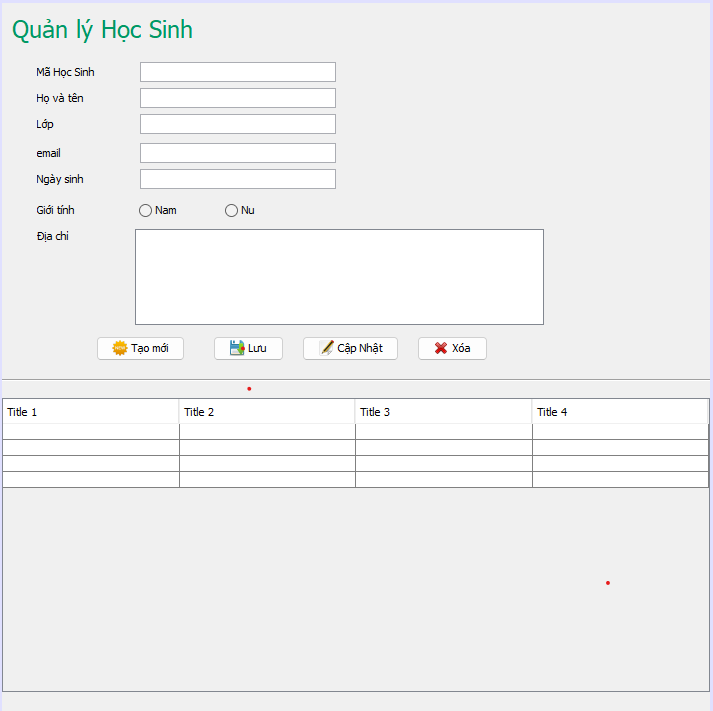 Quản lý Học Sinh
Mã Học Sinh
Họ và tên
Lớp
email
Ngày sinh
Giới tính Nam Nu
Địa chỉ
Tạo mới Lưu Cập Nhật Xóa
Title 1 Title 2 Title 3 Title 4